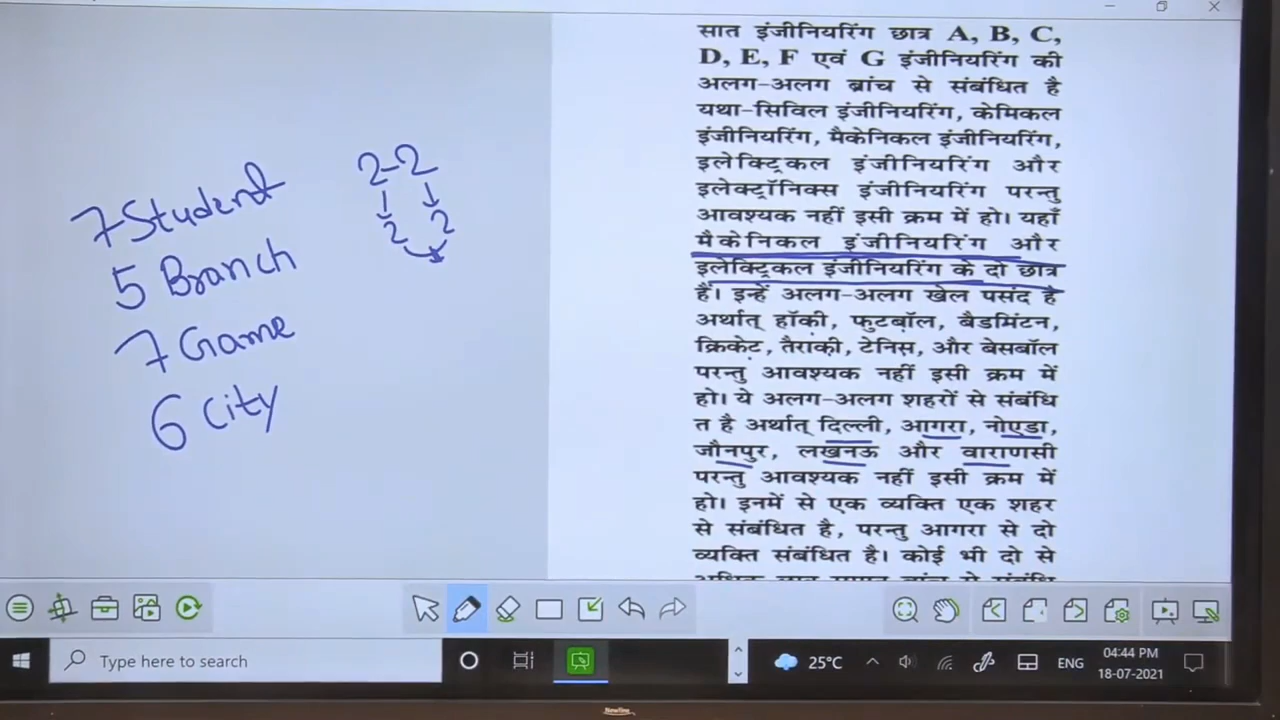 7 Student
5 Branch
7 Game
6 City
2-2
2 2
सात इंजीनियरिंग छात्र A, B, C,
D, E, F एवं G इंजीनियरिंग की
अलग-अलग ब्रांच से संबंधित है
यथा-सिविल इंजीनियरिंग, केमिकल
इंजीनियरिंग, मैकेनिकल इंजीनियरिंग,
इलेक्ट्रिकल इंजीनियरिंग और
इलेक्ट्रॉनिक्स इंजीनियरिंग परन्तु
आवश्यक नहीं इसी क्रम में हो। यहाँ
मैकेनिकल इंजीनियरिंग और
इलेक्ट्रिकल इंजीनियरिंग के दो छात्र
हैं। इन्हें अलग-अलग खेल पसंद है
अर्थात् हॉकी, फुटबॉल, बैडमिंटन,
क्रिकेट, तैराकी, टेनिस, और बेसबॉल
परन्तु आवश्यक नहीं इसी क्रम में
हो। ये अलग-अलग शहरों से संबंधि
त है अर्थात् दिल्ली, आगरा, नोएडा,
जौनपुर, लखनऊ और वाराणसी
परन्तु आवश्यक नहीं इसी क्रम में
हो। इनमें से एक व्यक्ति एक शहर
से संबंधित है, परन्तु आगरा से दो
व्यक्ति संबंधित है। कोई भी दो से
Type here to search
25°C
ENG
04:44 PM
18-07-2021